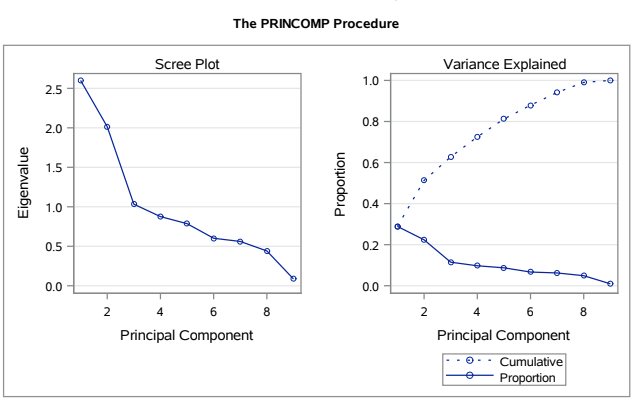 The PRINCOMP Procedure
Scree Plot
Eigenvalue
2.5
2.0
1.5
1.0
0.5
0.0
2 4 6 8
Principal Component
Variance Explained
Proportion
1.0
0.8
0.6
0.4
0.2
0.0
2 4 6 8
Principal Component
Cumulative
Proportion